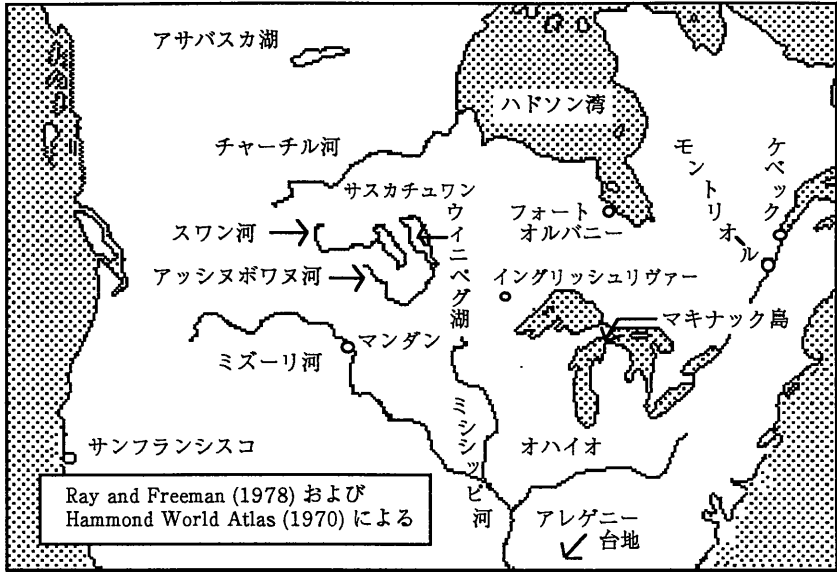 アサバスカ湖
ハドソン湾
チャーチル河
モントリオール
ケベック
サスカチュワン
スワン河
ウイニペグ湖
フォート
オルバニー
アッシヌボワヌ河
イングリッシュリヴァー
マキナック島
マンダン
ミズーリ河
ミシシッピ河
サンフランシスコ
オハイオ
Ray and Freeman (1978) および
Hammond World Atlas (1970) による
アレゲニー
台地